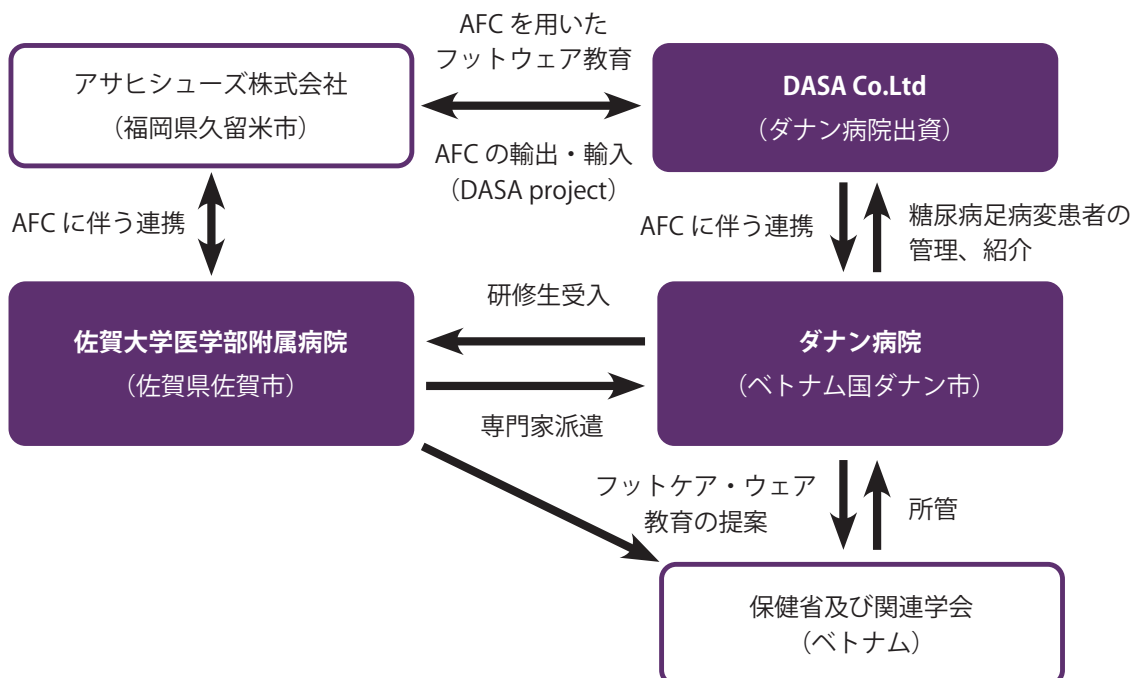 AFC を用いた
フットウェア教育
アサヒシューズ株式会社
（福岡県久留米市）
DASA Co.Ltd
（ダナン病院出資）
AFC の輸出・輸入
（DASA project）
AFC に伴う連携
AFC に伴う連携
糖尿病足病変患者の
管理、紹介
研修生受入
佐賀大学医学部附属病院
（佐賀県佐賀市）
ダナン病院
（ベトナム国ダナン市）
専門家派遣
フットケア・ウェア
教育の提案
所管
保健省及び関連学会
（ベトナム）